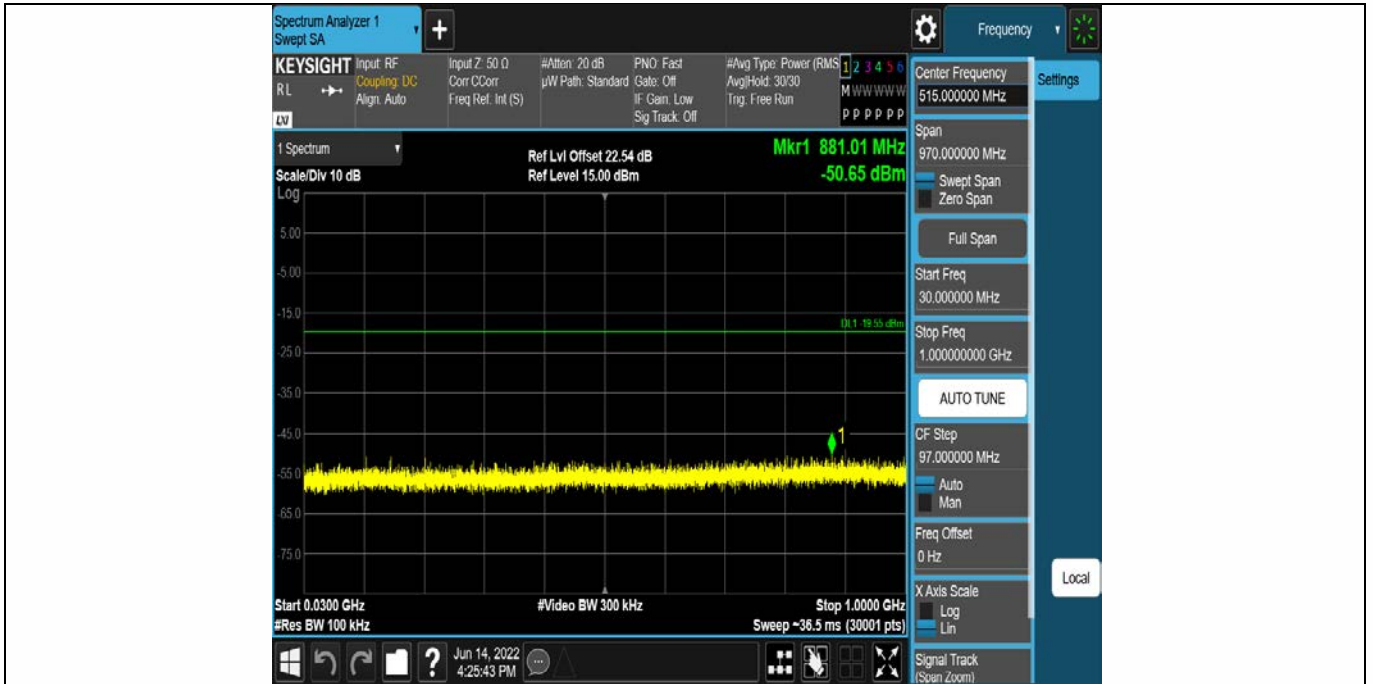 Spectrum Analyzer 1
Swept SA
+
Frequency
KEYSIGHT
RL
LXI
Input: RF
Coupling: DC
Align: Auto
Input Z: 50 Ω
Corr CCorr
Freq Ref: Int (S)
#Atten: 20 dB
µW Path: Standard
PNO: Fast
Gate: Off
IF Gain: Low
Sig Track: Off
#Avg Type: Power (RMS
Avg|Hold: 30/30
Trig: Free Run
1 2 3 4 5 6
M W W W W W
P P P P P P
1 Spectrum
Scale/Div 10 dB
Ref Lvl Offset 22.54 dB
Ref Level 15.00 dBm
Mkr1 881.01 MHz
-50.65 dBm
Log
5.00
-5.00
-15.0
DL1 -19.55 dBm
-25.0
-35.0
-45.0
1
-55.0
-65.0
-75.0
Start 0.0300 GHz
#Res BW 100 kHz
#Video BW 300 kHz
Stop 1.0000 GHz
Sweep ~36.5 ms (30001 pts)
?
Jun 14, 2022
4:25:43 PM
Center Frequency
515.000000 MHz
Span
970.000000 MHz
Swept Span
Zero Span
Full Span
Start Freq
30.000000 MHz
Stop Freq
1.000000000 GHz
AUTO TUNE
CF Step
97.000000 MHz
Auto
Man
Freq Offset
0 Hz
X Axis Scale
Log
Lin
Signal Track
(Span Zoom)
Settings
Local